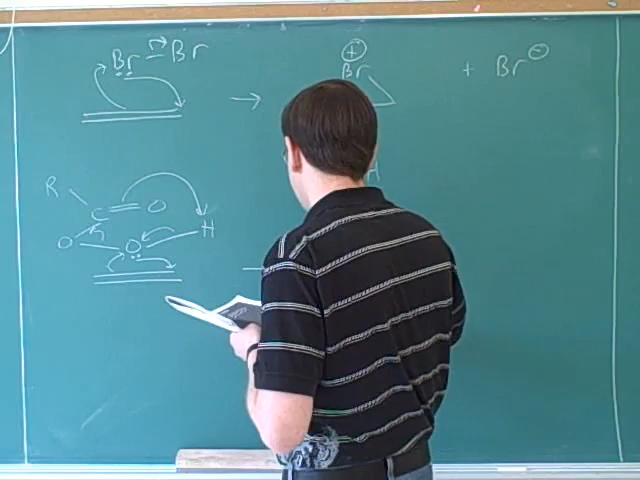 Br - Br → Br ⊕ + Br ⊖
R
C = O
H
O O H